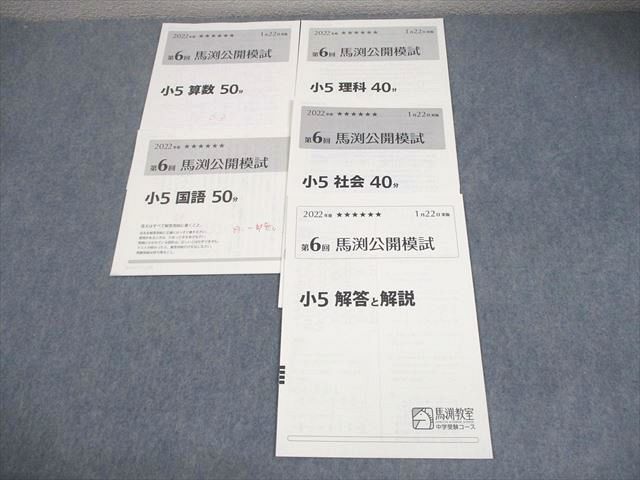 2022年度 ★★★★★★ 1月22日実施
第6回 馬渕公開模試
小5 算数 50分
2022年度 ★★★★★★ 1月22日実施
第6回 馬渕公開模試
小5 理科 40分
2022年度 ★★★★★★
第6回 馬渕公開模試
小5 国語 50分
2022年度 ★★★★★★ 1月22日実施
第6回 馬渕公開模試
小5 社会 40分
2022年度 ★★★★★★ 1月22日実施
第6回 馬渕公開模試
小5 解答と解説
馬渕教室
中学受験コース